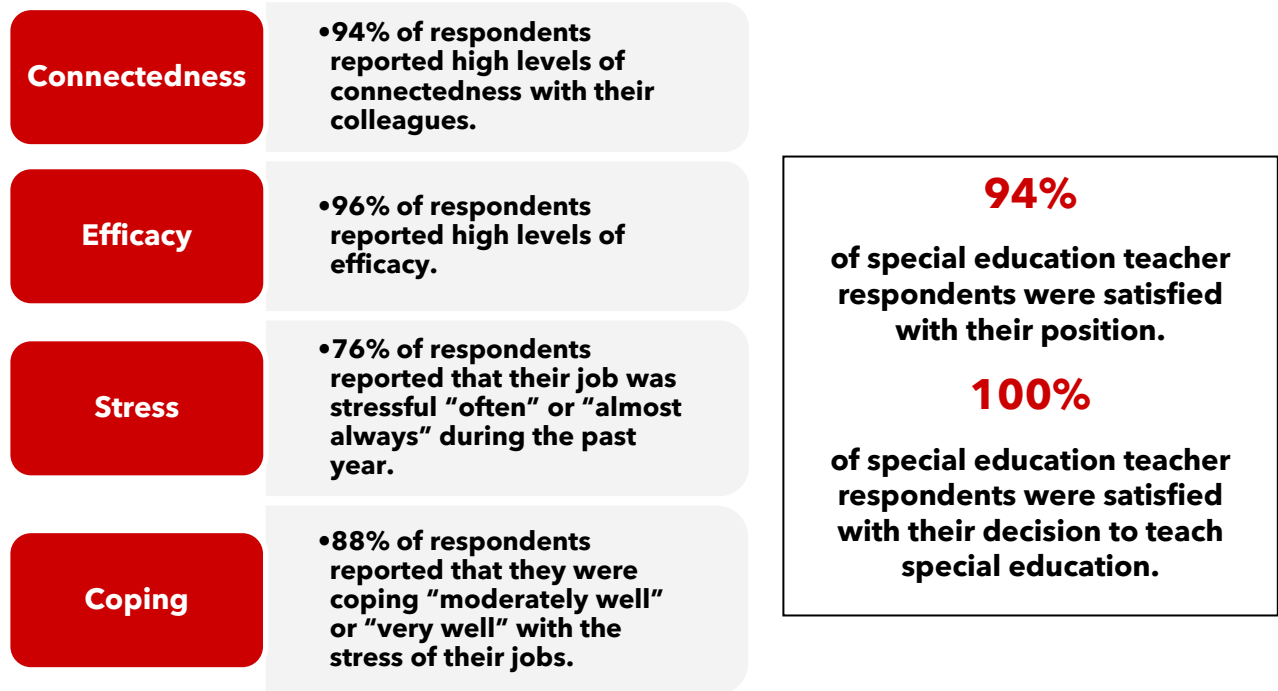 Connectedness
•94% of respondents
reported high levels of
connectedness with their
colleagues.
Efficacy
•96% of respondents
reported high levels of
efficacy.
Stress
•76% of respondents
reported that their job was
stressful “often” or “almost
always” during the past
year.
Coping
•88% of respondents
reported that they were
coping “moderately well”
or “very well” with the
stress of their jobs.
94%
of special education teacher
respondents were satisfied
with their position.
100%
of special education teacher
respondents were satisfied
with their decision to teach
special education.